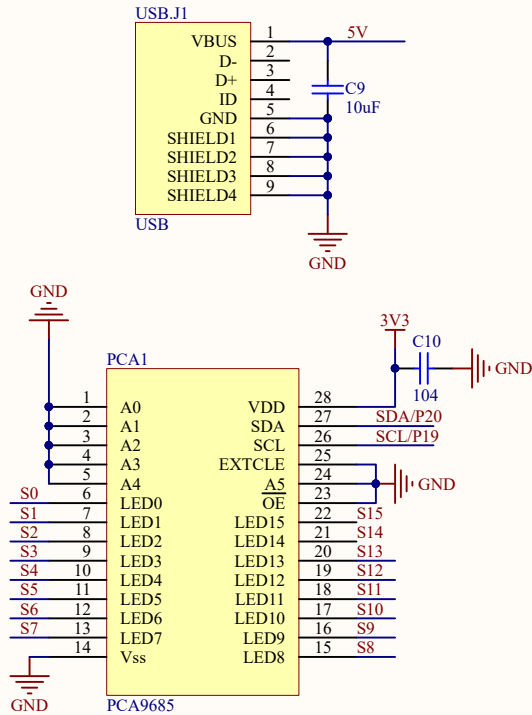 USB.J1
VBUS 1 5V
D- 2
D+ 3
ID 4
GND 5
SHIELD1 6
SHIELD2 7
SHIELD3 8
SHIELD4 9
C9
10uF
USB
GND
GND
3V3
C10
GND
104
PCA1
1 A0 VDD 28
2 A1 SDA 27 SDA/P20
3 A2 SCL 26 SCL/P19
4 A3 EXTCLE 25
5 A4 A5 24 GND
S0 6 LED0 OE 23
S1 7 LED1 LED15 22 S15
S2 8 LED2 LED14 21 S14
S3 9 LED3 LED13 20 S13
S4 10 LED4 LED12 19 S12
S5 11 LED5 LED11 18 S11
S6 12 LED6 LED10 17 S10
S7 13 LED7 LED9 16 S9
14 Vss LED8 15 S8
GND
PCA9685